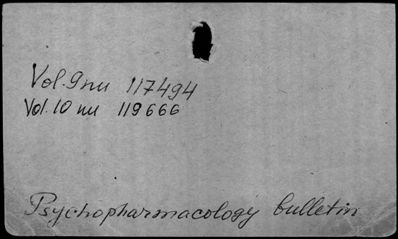 Vol. 9 nu 117494
Vol. 10 nu 119666
Psychopharmacology bulletin